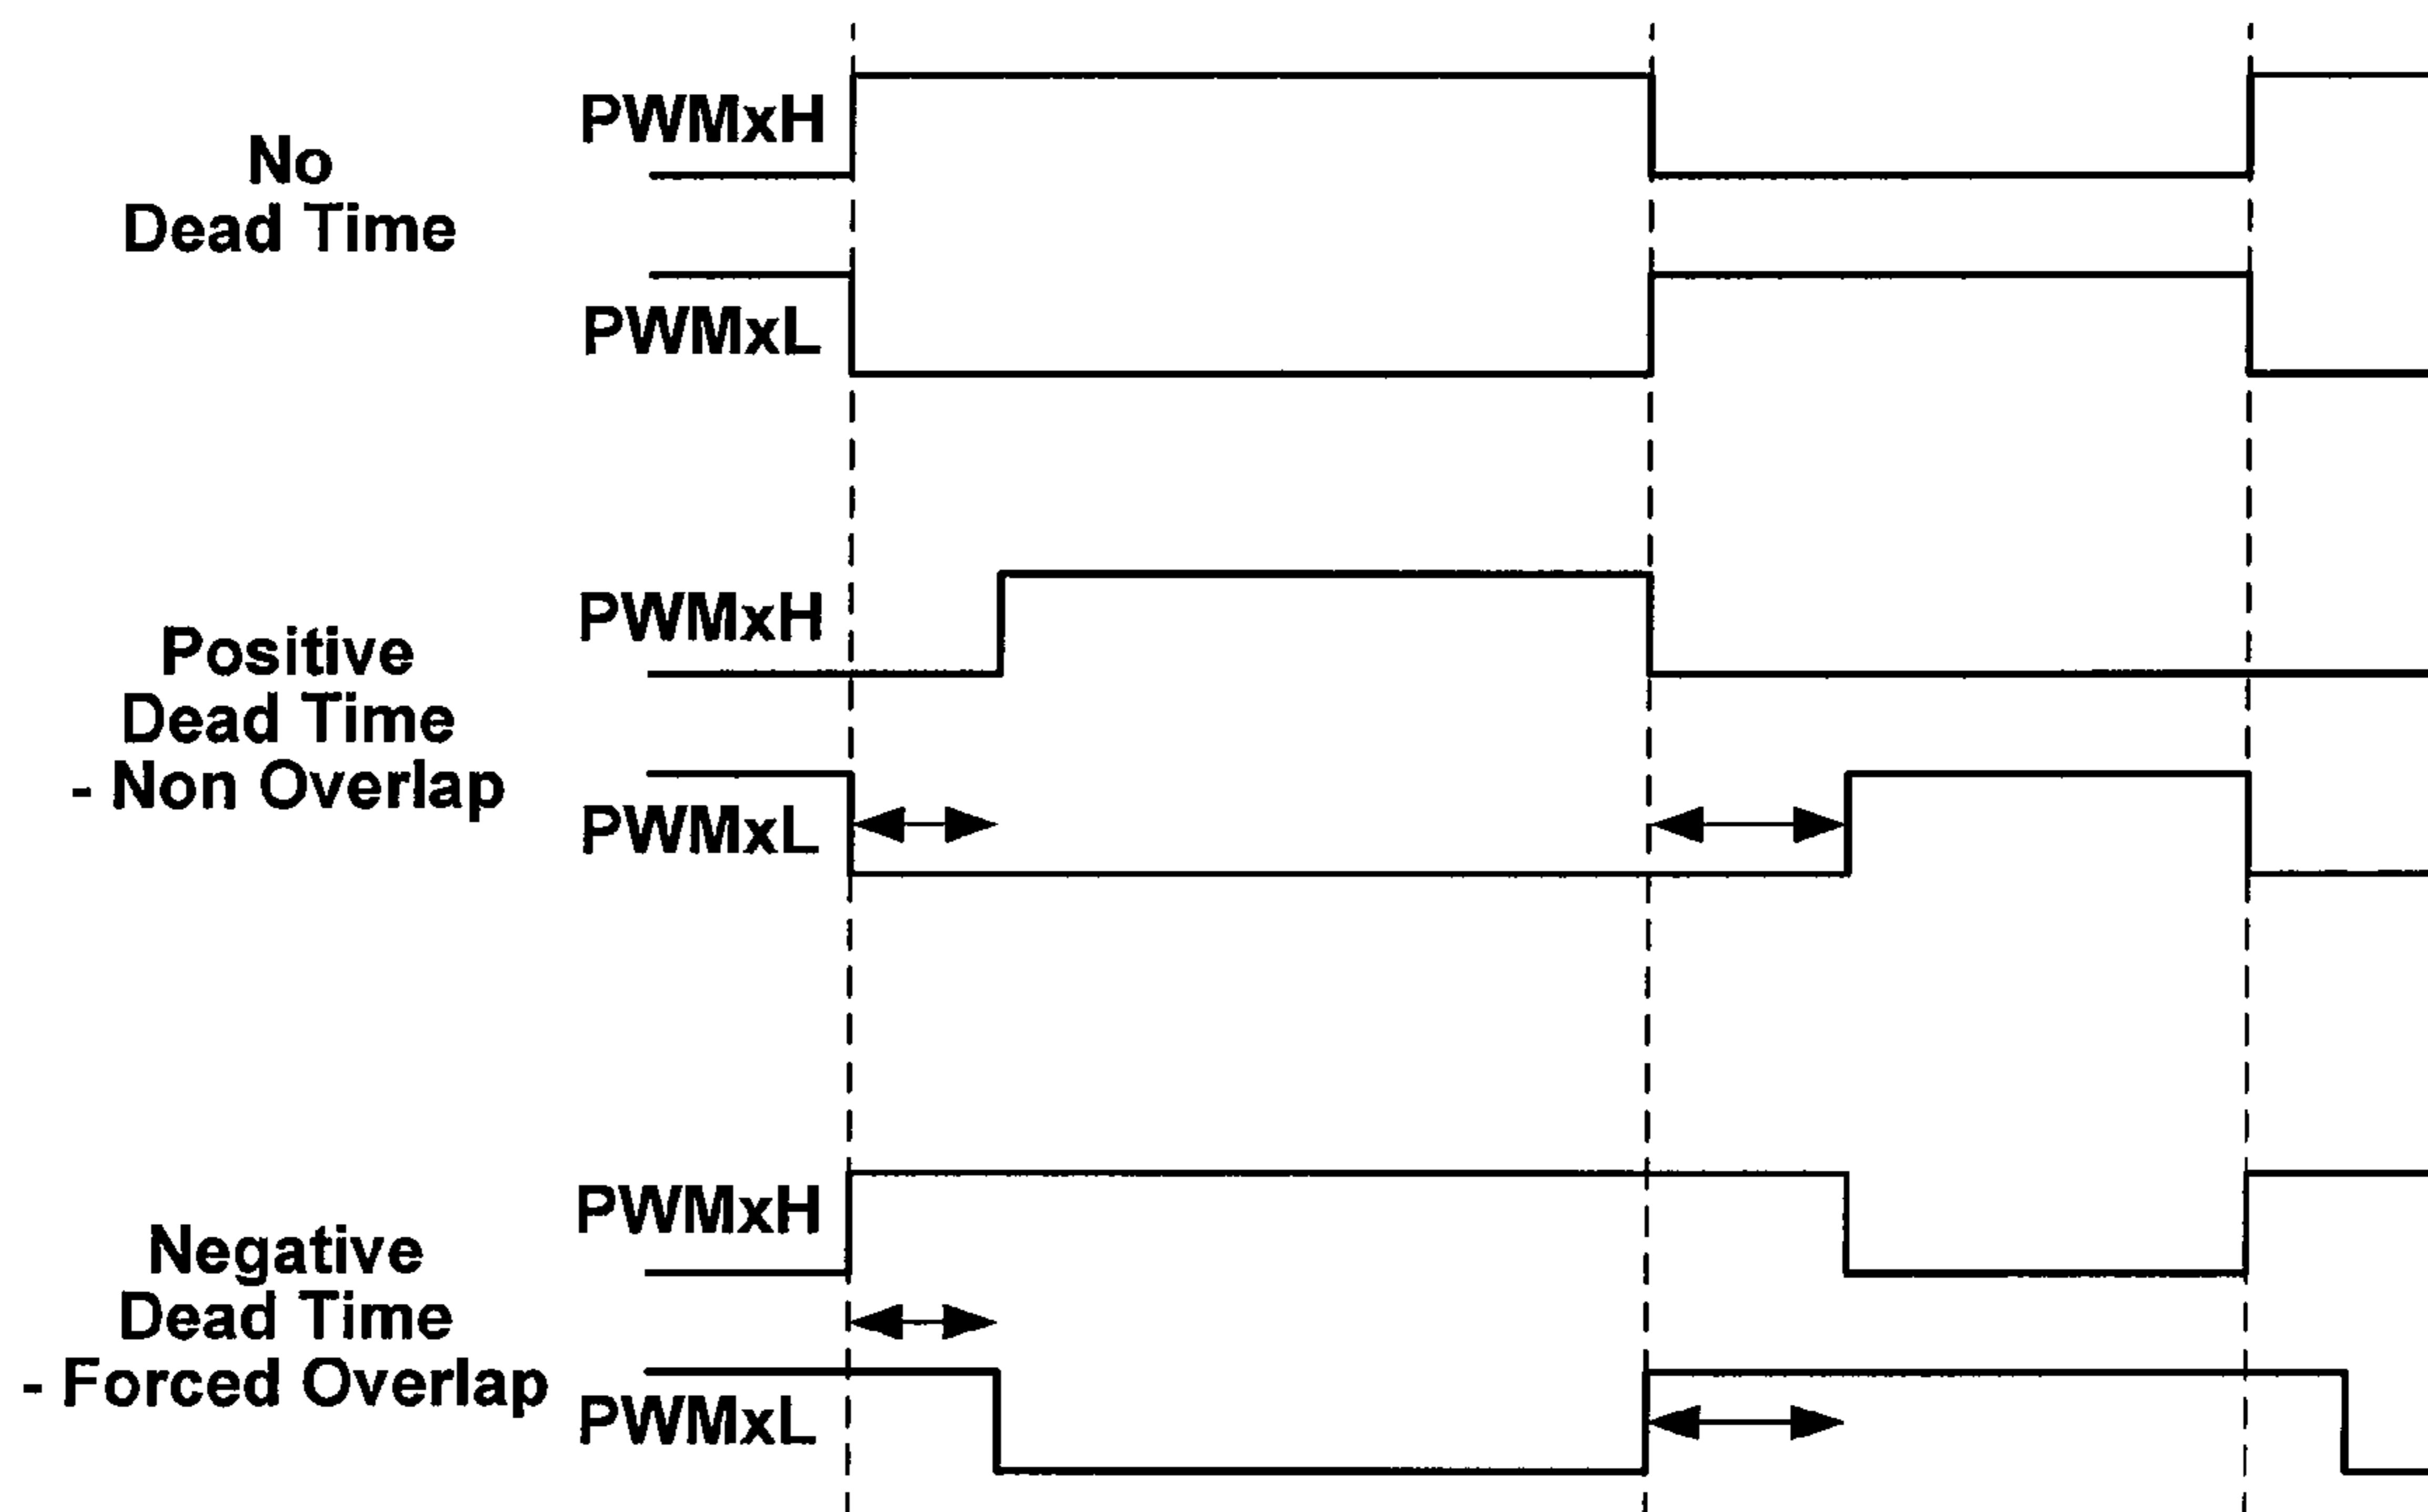 No
Dead Time
PWMxH
PWMxL
Positive
Dead Time
- Non Overlap
PWMxH
PWMxL
Negative
Dead Time
- Forced Overlap
PWMxH
PWMxL